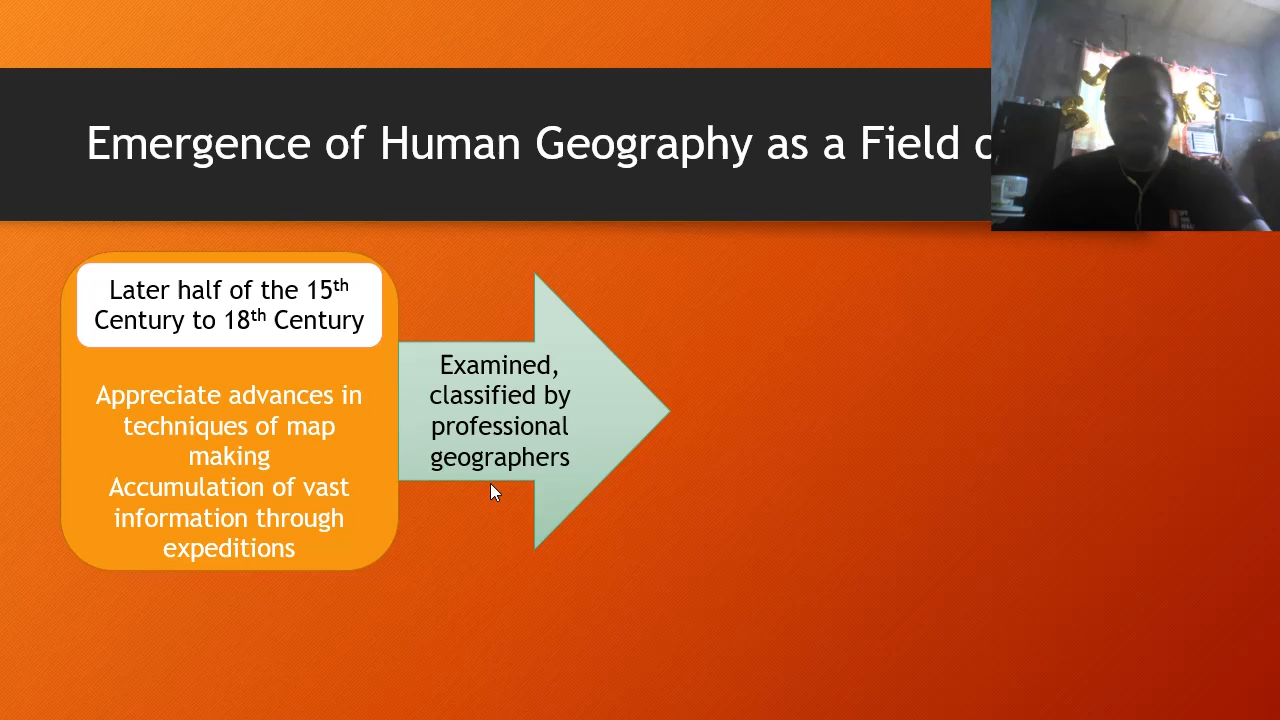 Emergence of Human Geography as a Field
Later half of the 15th
Century to 18th Century
Appreciate advances in
techniques of map
making
Accumulation of vast
information through
expeditions
Examined,
classified by
professional
geographers